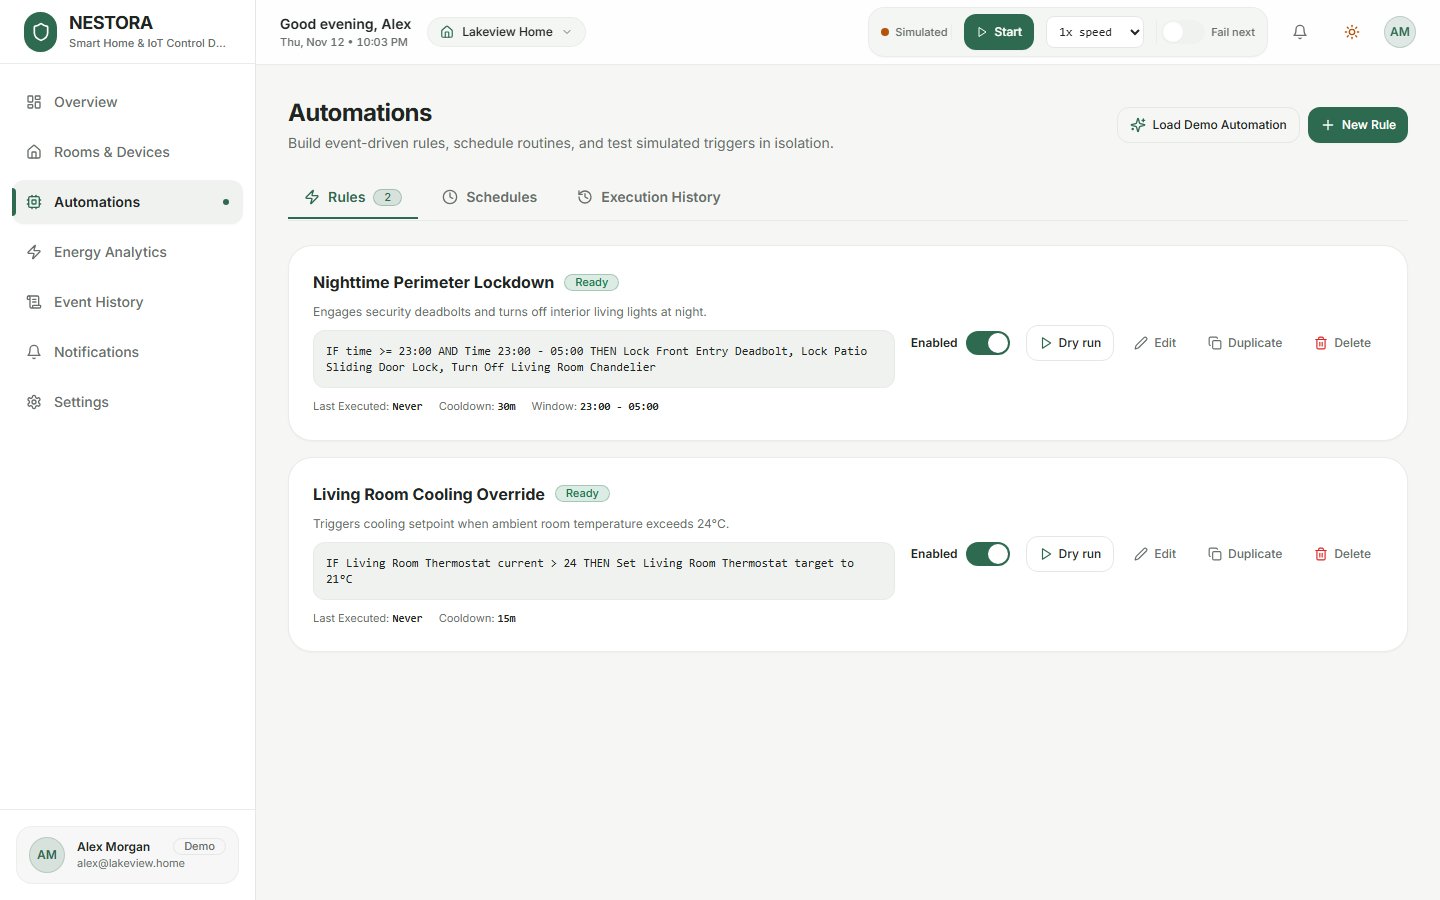 NESTORA
Smart Home & IoT Control D...
Good evening, Alex
Thu, Nov 12 • 10:03 PM
Lakeview Home
Simulated
Start
1x speed
Fail next
AM
Overview
Rooms & Devices
Automations
Energy Analytics
Event History
Notifications
Settings
AM
Alex Morgan
Demo
alex@lakeview.home
Automations
Build event-driven rules, schedule routines, and test simulated triggers in isolation.
Load Demo Automation
New Rule
Rules 2
Schedules
Execution History
Nighttime Perimeter Lockdown Ready
Engages security deadbolts and turns off interior living lights at night.
IF time >= 23:00 AND Time 23:00 - 05:00 THEN Lock Front Entry Deadbolt, Lock Patio
Sliding Door Lock, Turn Off Living Room Chandelier
Last Executed: Never Cooldown: 30m Window: 23:00 - 05:00
Enabled
Dry run
Edit
Duplicate
Delete
Living Room Cooling Override Ready
Triggers cooling setpoint when ambient room temperature exceeds 24°C.
IF Living Room Thermostat current > 24 THEN Set Living Room Thermostat target to
21°C
Last Executed: Never Cooldown: 15m
Enabled
Dry run
Edit
Duplicate
Delete